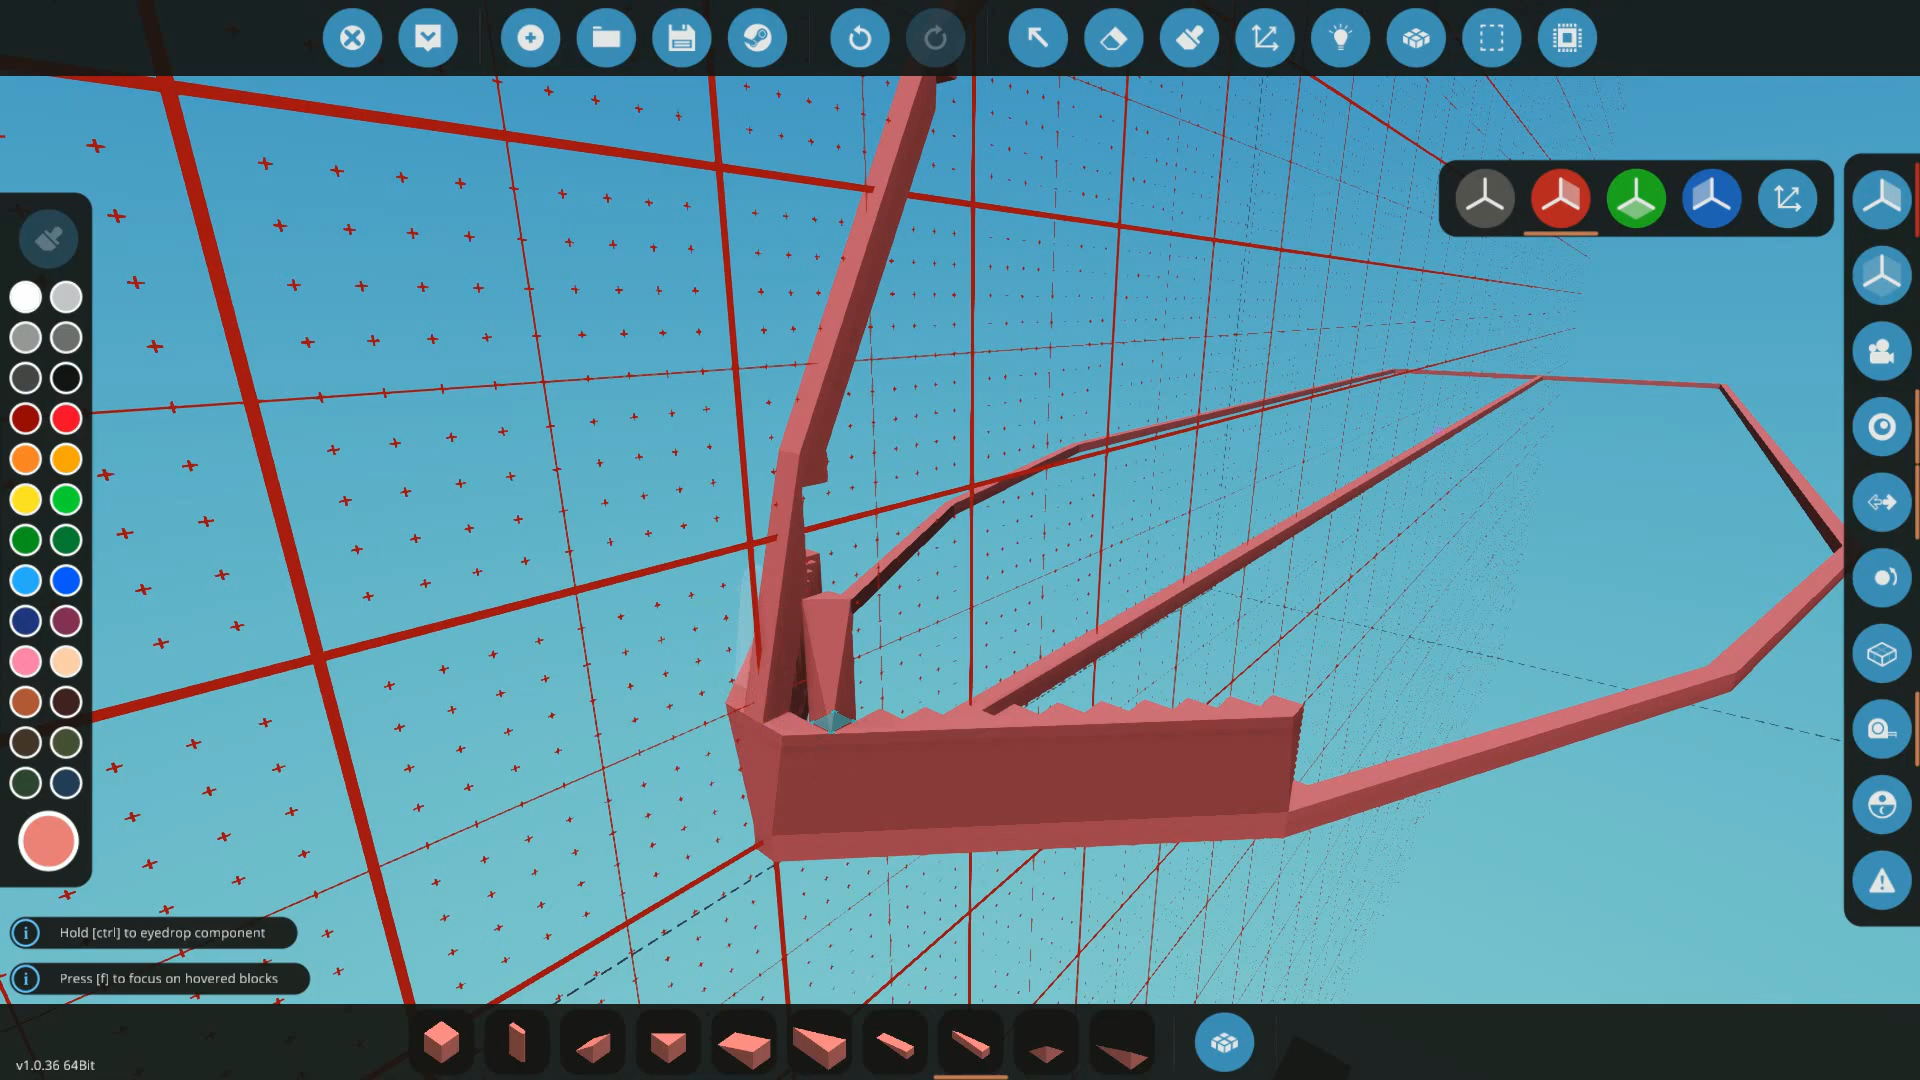 Hold [ctrl] to eyedrop component
Press [f] to focus on hovered blocks
v1.0.36 64Bit